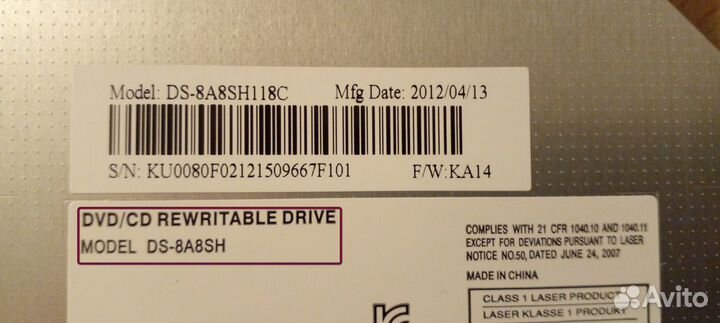 Model: DS-8A8SH118C Mfg Date: 2012/04/13
S/N: KU0080F02121509667F101 F/W:KA14
DVD/CD REWRITABLE DRIVE
MODEL DS-8A8SH
COMPLIES WITH 21 CFR 1040.10 AND 1040.11
EXCEPT FOR DEVIATIONS PURSUANT TO LASER
NOTICE NO.50, DATED JUNE 24, 2007
MADE IN CHINA
CLASS 1 LASER PRODUCT
LASER KLASSE 1 PRODUKT
Avito